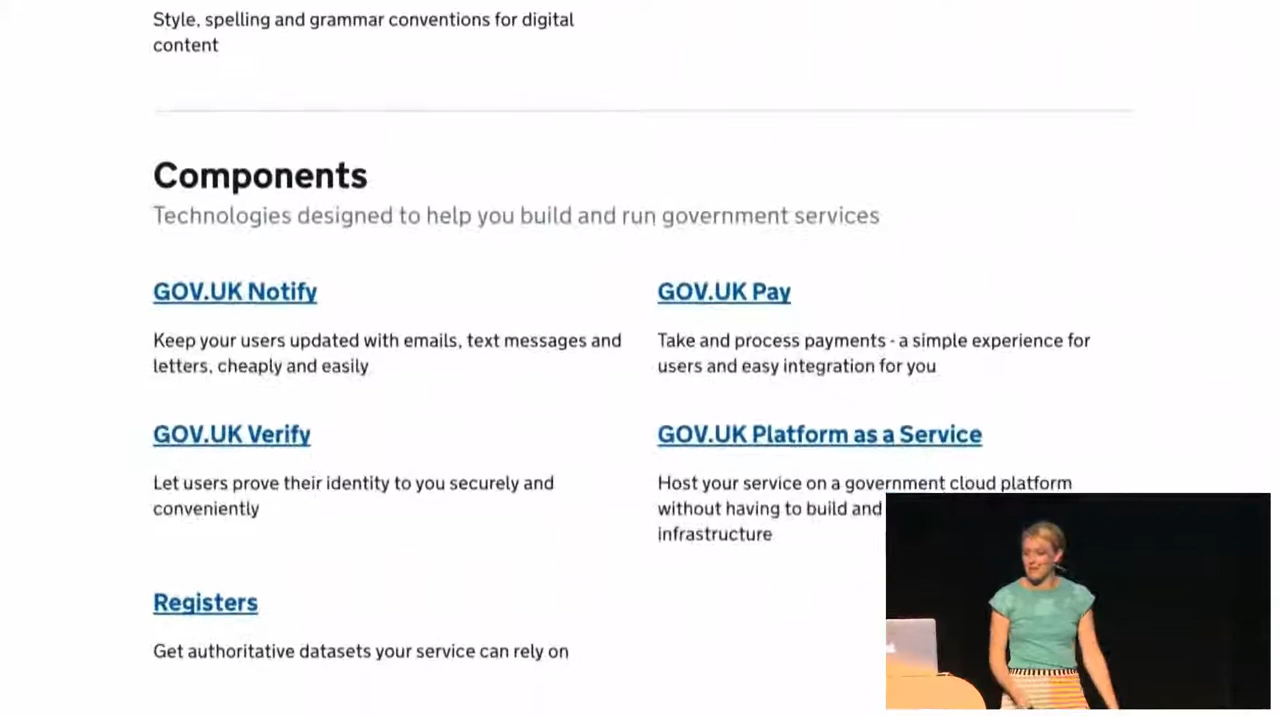 Style, spelling and grammar conventions for digital
content
Components
Technologies designed to help you build and run government services
GOV.UK Notify
Keep your users updated with emails, text messages and
letters, cheaply and easily
GOV.UK Pay
Take and process payments - a simple experience for
users and easy integration for you
GOV.UK Verify
Let users prove their identity to you securely and
conveniently
GOV.UK Platform as a Service
Host your service on a government cloud platform
without having to build and
infrastructure
Registers
Get authoritative datasets your service can rely on